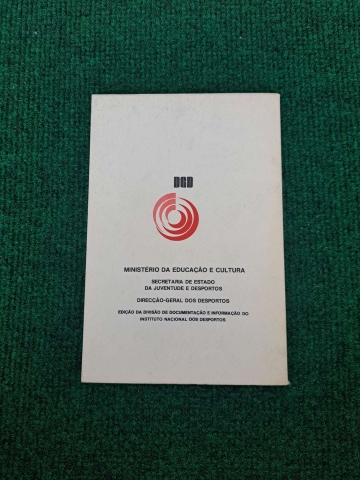 DGD
MINISTÉRIO DA EDUCAÇÃO E CULTURA
SECRETARIA DE ESTADO
DA JUVENTUDE E DESPORTOS
DIRECÇÃO-GERAL DOS DESPORTOS
EDIÇÃO DA DIVISÃO DE DOCUMENTAÇÃO E INFORMAÇÃO DO
INSTITUTO NACIONAL DOS DESPORTOS